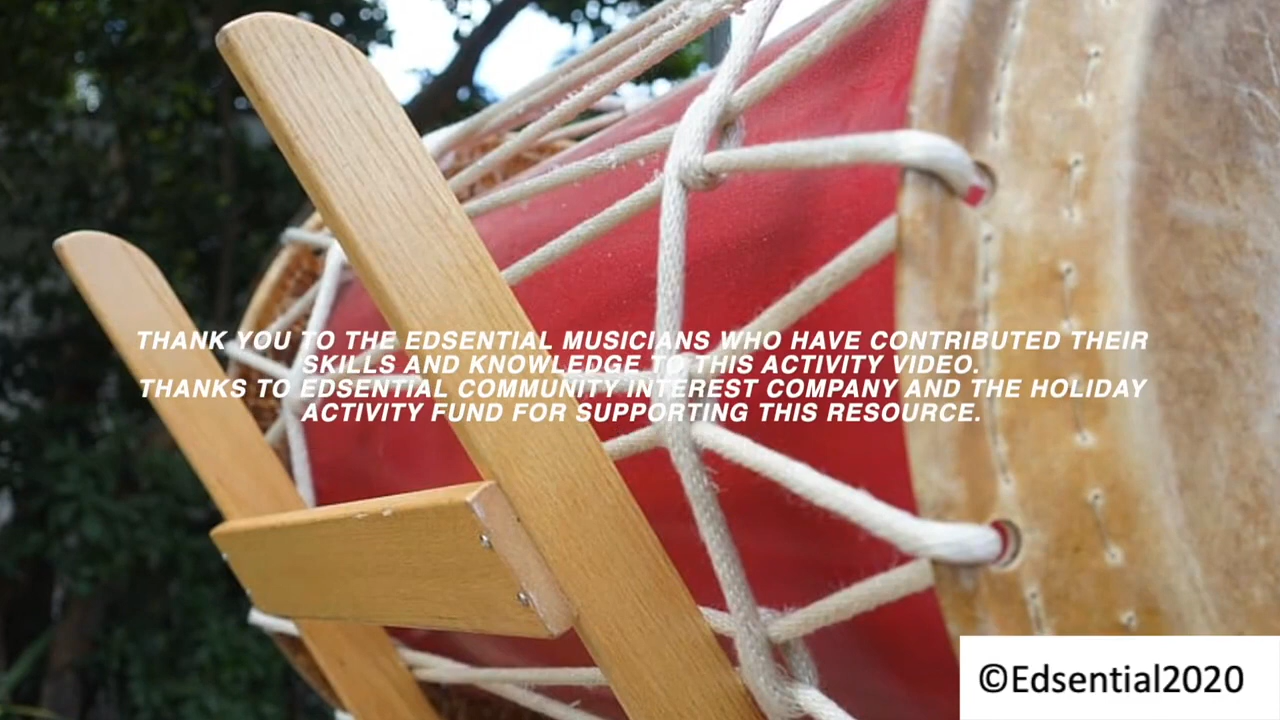 THANK YOU TO THE EDSENTIAL MUSICIANS WHO HAVE CONTRIBUTED THEIR
SKILLS AND KNOWLEDGE TO THIS ACTIVITY VIDEO.
THANKS TO EDSENTIAL COMMUNITY INTEREST COMPANY AND THE HOLIDAY
ACTIVITY FUND FOR SUPPORTING THIS RESOURCE.
©Edsential2020